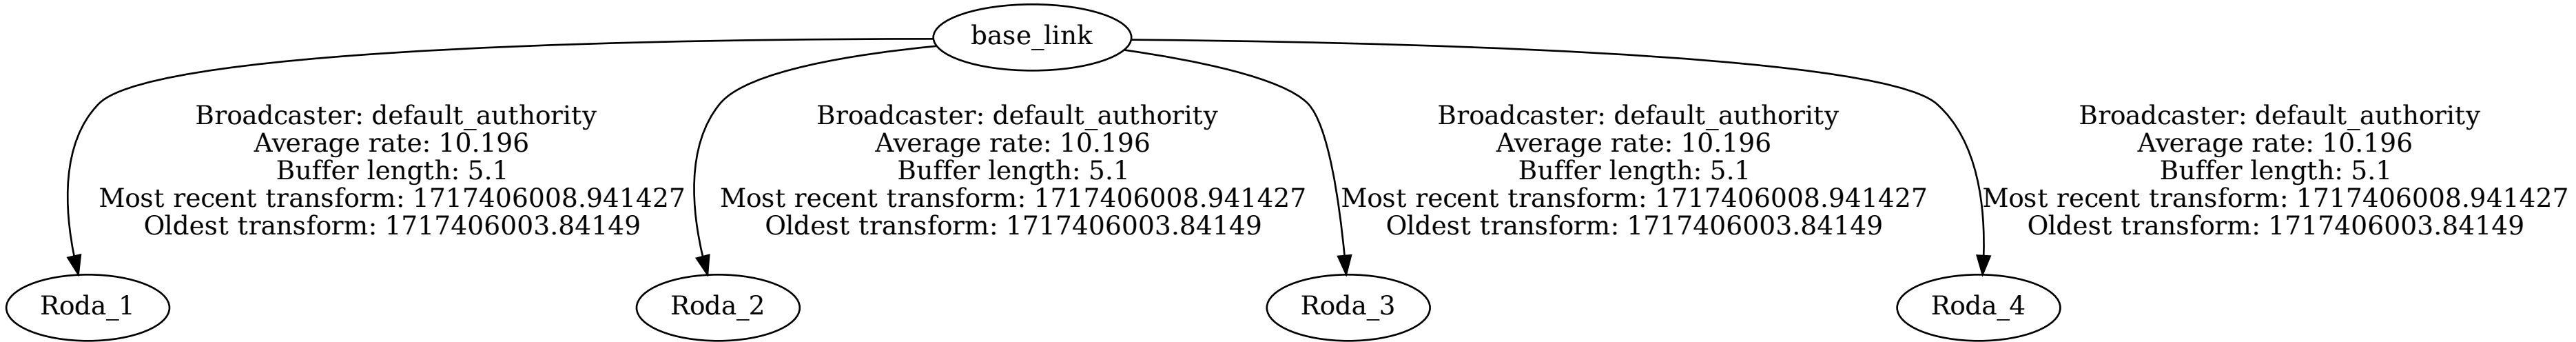 base_link
Broadcaster: default_authority
Average rate: 10.196
Buffer length: 5.1
Most recent transform: 1717406008.941427
Oldest transform: 1717406003.84149
Broadcaster: default_authority
Average rate: 10.196
Buffer length: 5.1
Most recent transform: 1717406008.941427
Oldest transform: 1717406003.84149
Broadcaster: default_authority
Average rate: 10.196
Buffer length: 5.1
Most recent transform: 1717406008.941427
Oldest transform: 1717406003.84149
Broadcaster: default_authority
Average rate: 10.196
Buffer length: 5.1
Most recent transform: 1717406008.941427
Oldest transform: 1717406003.84149
Roda_1
Roda_2
Roda_3
Roda_4